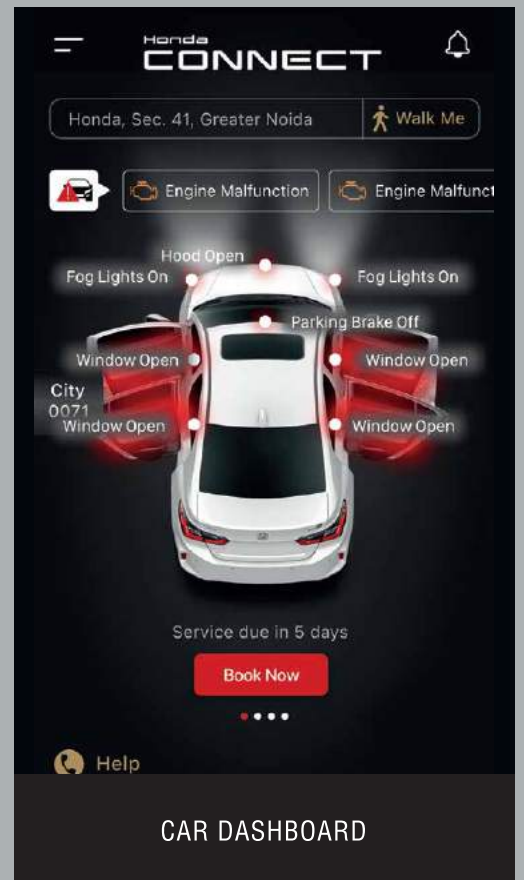 Honda
CONNECT
Honda, Sec. 41, Greater Noida
Walk Me
Engine Malfunction
Engine Malfunct
Hood Open
Fog Lights On
Fog Lights On
Parking Brake Off
Window Open
Window Open
City
0071
Window Open
Window Open
Service due in 5 days
Book Now
Help
CAR DASHBOARD